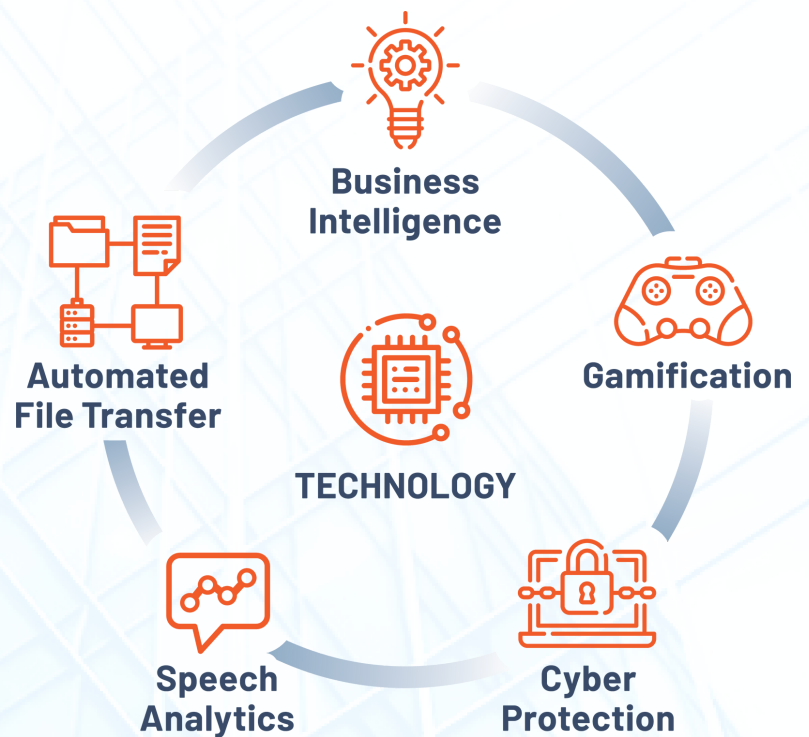 Business
Intelligence
Gamification
Automated
File Transfer
TECHNOLOGY
Speech
Analytics
Cyber
Protection